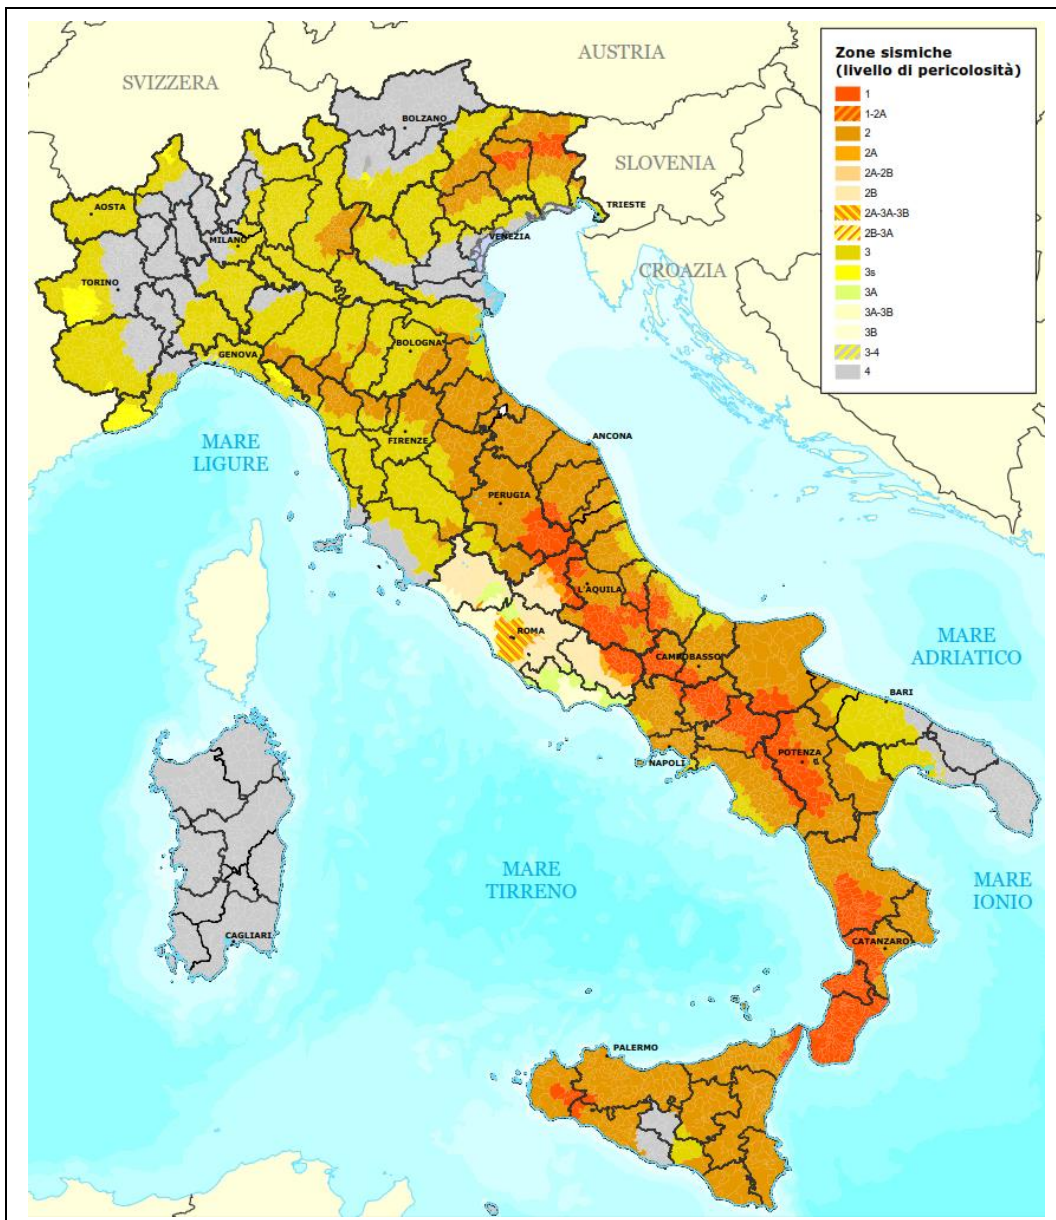 AUSTRIA
SVIZZERA
BOLZANO
SLOVENIA
AOSTA
TRIESTE
VENEZIA
MILANO
CROAZIA
TORINO
BOLOGNA
GENOVA
MARE
LIGURE
FIRENZE
ANCONA
PERUGIA
L'AQUILA
ROMA
CAMPOBASSO
MARE
ADRIATICO
BARI
NAPOLI
POTENZA
MARE
TIRRENO
MARE
IONIO
CAGLIARI
CATANZARO
PALERMO
Zone sismiche
(livello di pericolosità)
1
1-2A
2
2A
2A-2B
2B
2A-3A-3B
2B-3A
3
3s
3A
3A-3B
3B
3-4
4